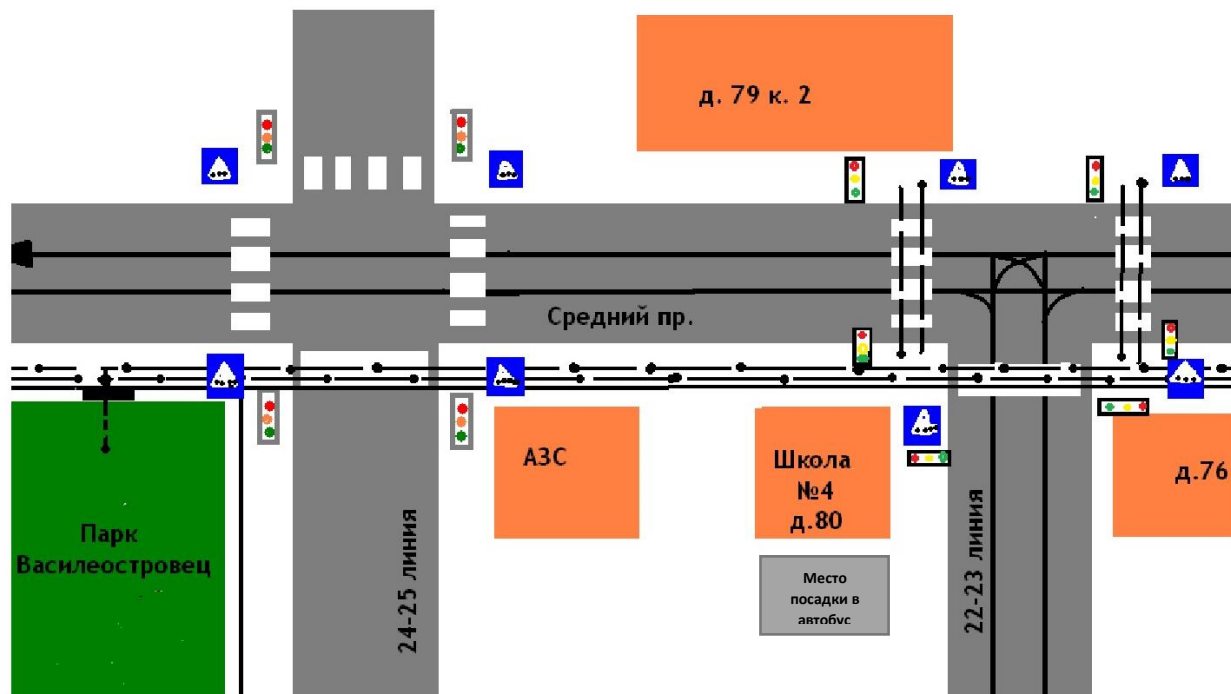 д. 79 к. 2
Средний пр.
АЗС
Школа
№4
д.80
д.76
Парк
Василеостровец
24-25 линия
22-23 линия
Место
посадки в
автобус